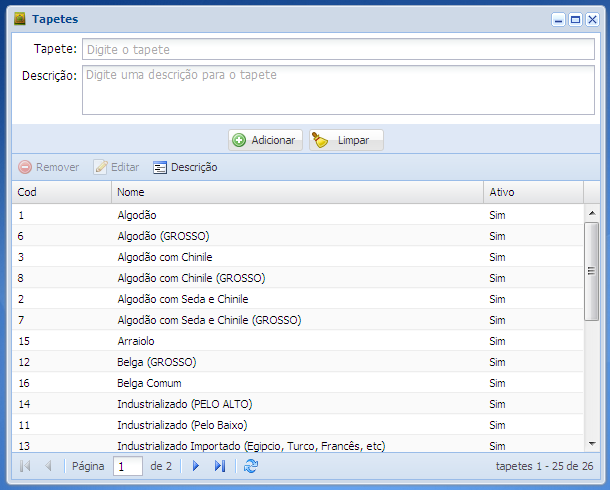 Tapetes
Tapete: Digite o tapete
Descrição: Digite uma descrição para o tapete
Adicionar Limpar
Remover Editar Descrição
Cod Nome Ativo
1 Algodão Sim
6 Algodão (GROSSO) Sim
3 Algodão com Chinile Sim
8 Algodão com Chinile (GROSSO) Sim
2 Algodão com Seda e Chinile Sim
7 Algodão com Seda e Chinile (GROSSO) Sim
15 Arraiolo Sim
12 Belga (GROSSO) Sim
16 Belga Comum Sim
14 Industrializado (PELO ALTO) Sim
11 Industrializado (Pelo Baixo) Sim
13 Industrializado Importado (Egipcio, Turco, Francês, etc) Sim
Página 1 de 2 tapetes 1 - 25 de 26